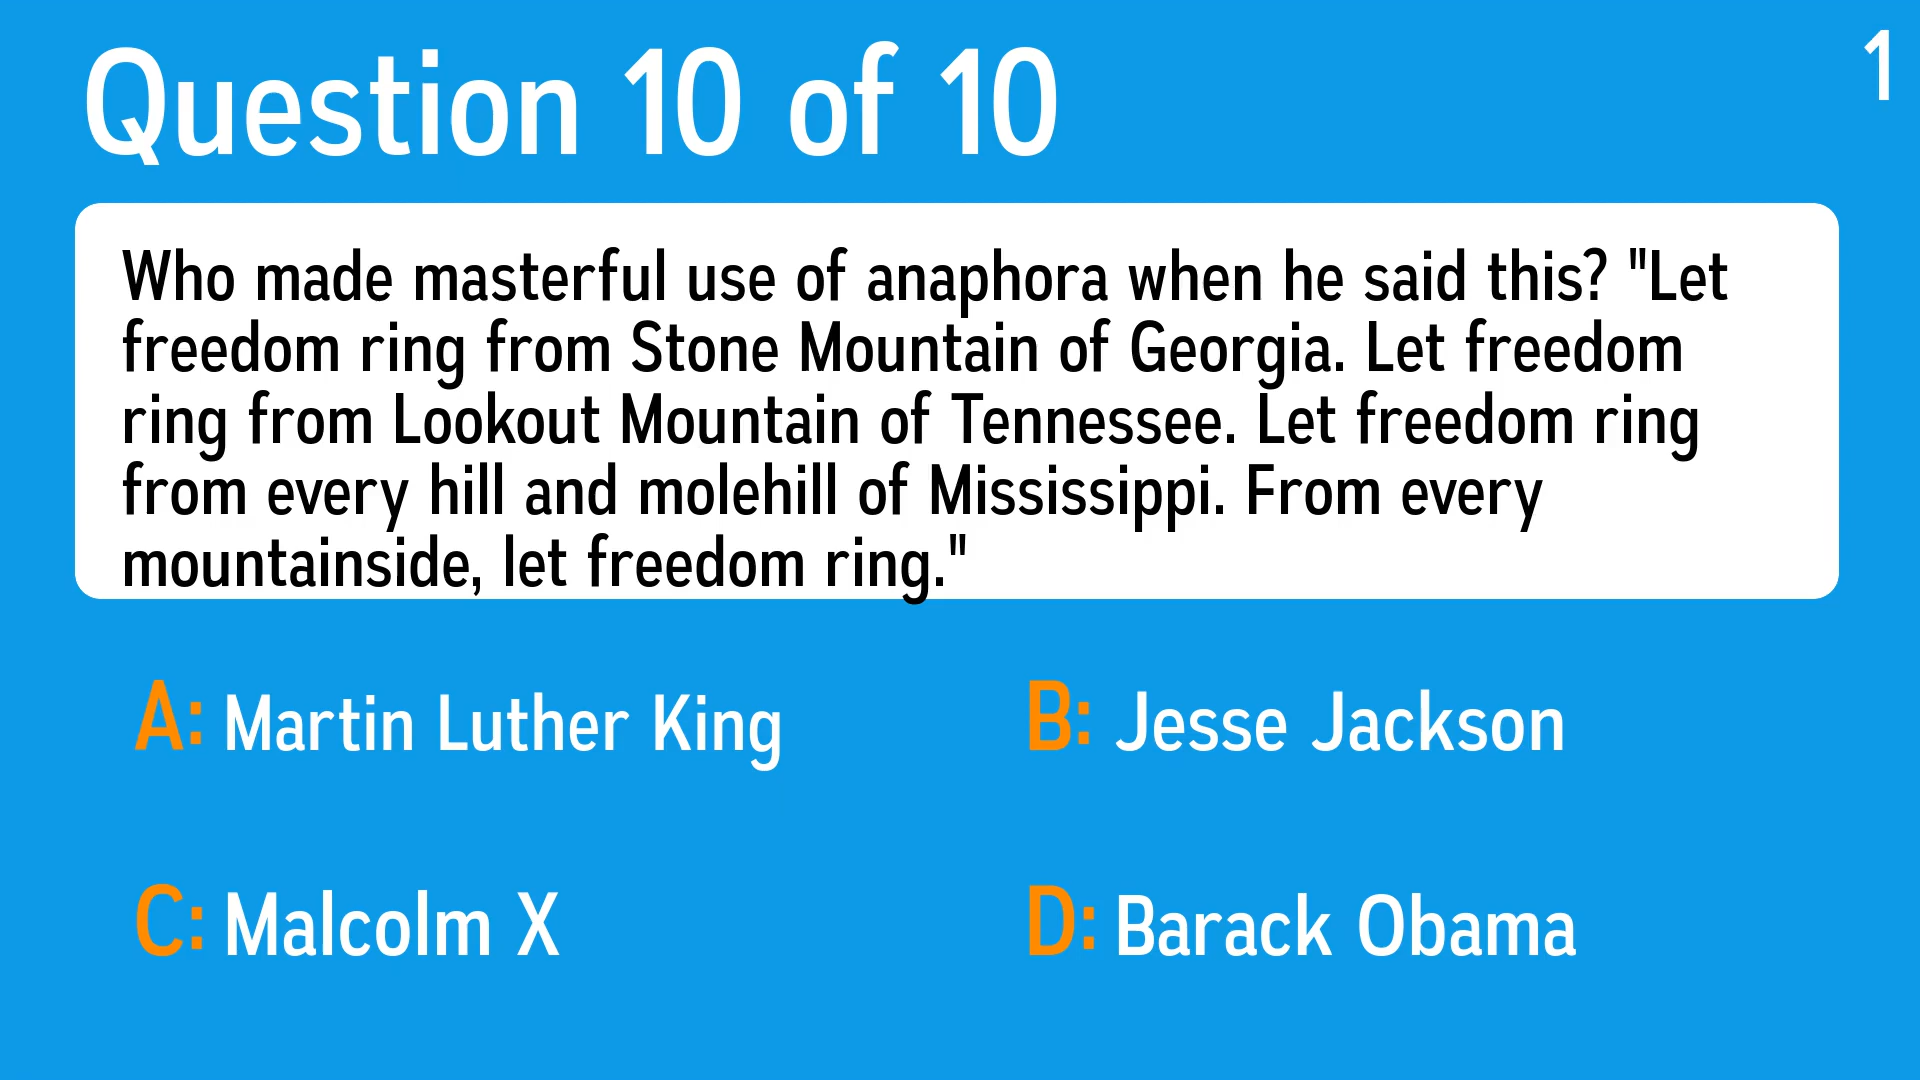 Question 10 of 10
1
Who made masterful use of anaphora when he said this? "Let
freedom ring from Stone Mountain of Georgia. Let freedom
ring from Lookout Mountain of Tennessee. Let freedom ring
from every hill and molehill of Mississippi. From every
mountainside, let freedom ring."
A: Martin Luther King
B: Jesse Jackson
C: Malcolm X
D: Barack Obama